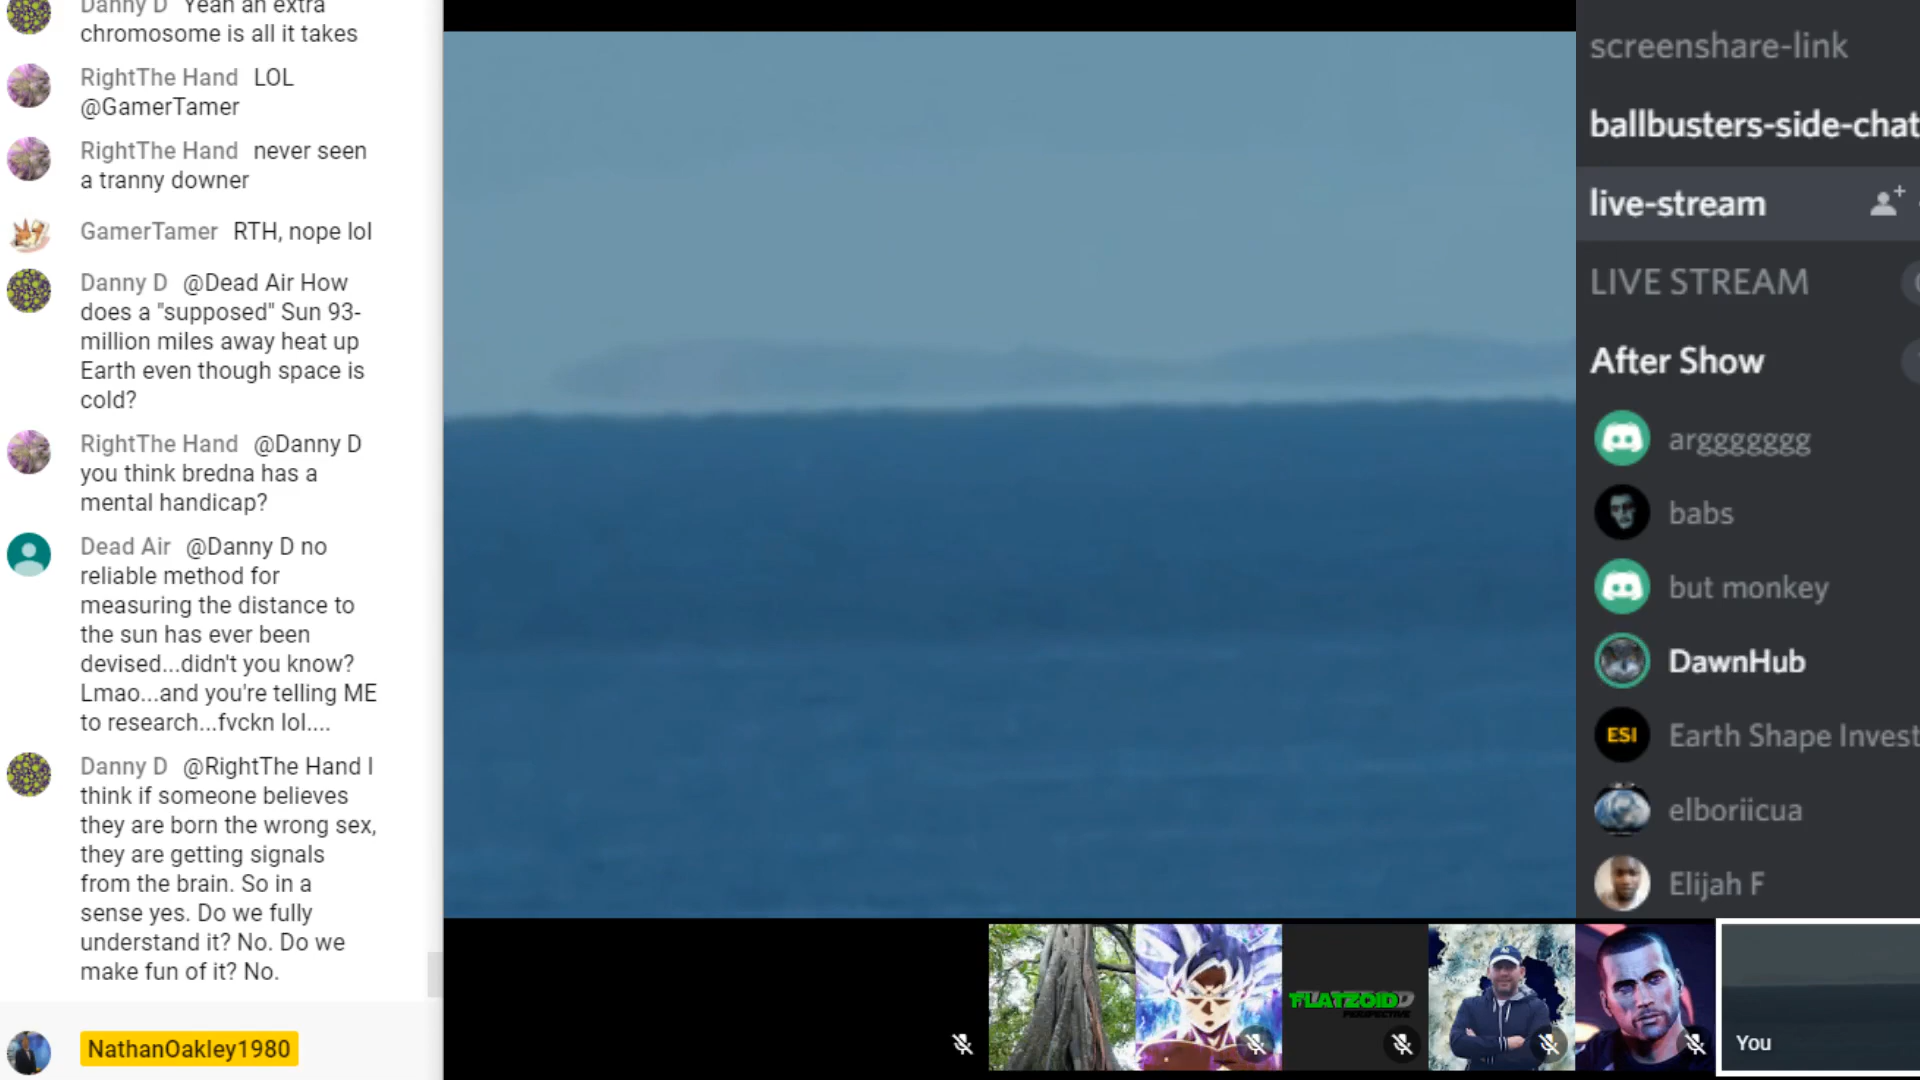 Danny D Yeah an extra
chromosome is all it takes
RightThe Hand LOL
@GamerTamer
RightThe Hand never seen
a tranny downer
GamerTamer RTH, nope lol
Danny D @Dead Air How
does a "supposed" Sun 93-
million miles away heat up
Earth even though space is
cold?
RightThe Hand @Danny D
you think bredna has a
mental handicap?
Dead Air @Danny D no
reliable method for
measuring the distance to
the sun has ever been
devised...didn't you know?
Lmao...and you're telling ME
to research...fvckn lol....
Danny D @RightThe Hand I
think if someone believes
they are born the wrong sex,
they are getting signals
from the brain. So in a
sense yes. Do we fully
understand it? No. Do we
make fun of it? No.
NathanOakley1980
screenshare-link
ballbusters-side-chat
live-stream
LIVE STREAM
After Show
arggggggg
babs
but monkey
DawnHub
ESI Earth Shape Invest
elboriicua
Elijah F
FLATZOID
PERSPECTIVE
You